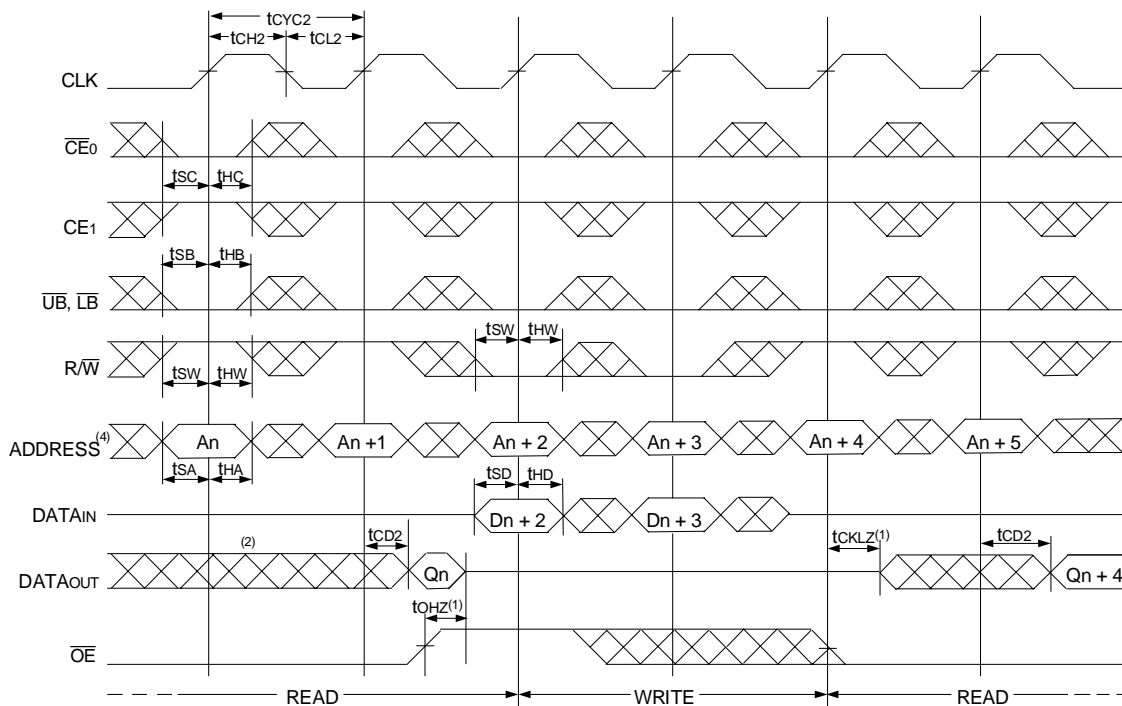 tCYC2
tCH2 tCL2
CLK
CE0
tSC tHC
CE1
tSB tHB
UB, LB
tSW tHW
R/W
tSW tHW
ADDRESS(4) An An +1 An + 2 An + 3 An + 4 An + 5
tSA tHA tSD tHD
DATAIN Dn + 2 Dn + 3
tCD2 tCKLZ(1) tCD2
(2)
DATAOUT Qn Qn + 4
tOHZ(1)
OE
READ WRITE READ